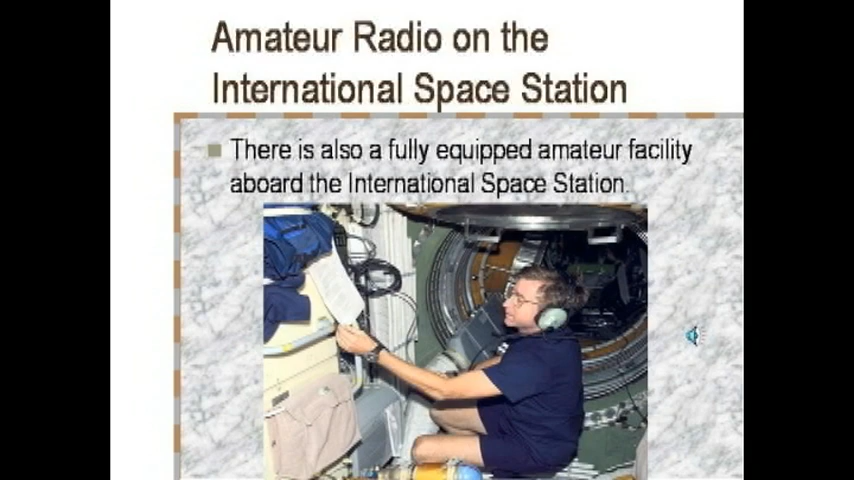 Amateur Radio on the
International Space Station
There is also a fully equipped amateur facility
aboard the International Space Station.